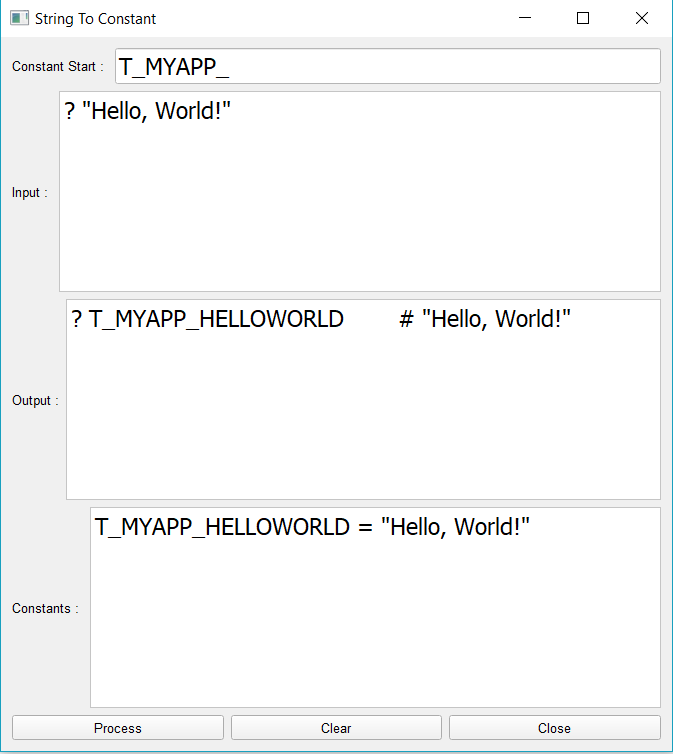 String To Constant
Constant Start : T_MYAPP_
? "Hello, World!"
Input :
? T_MYAPP_HELLOWORLD # "Hello, World!"
Output :
T_MYAPP_HELLOWORLD = "Hello, World!"
Constants :
Process Clear Close